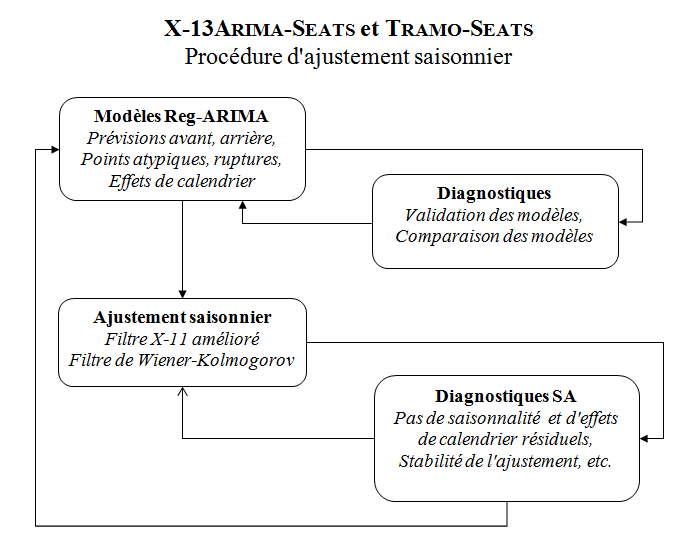 X-13ARIMA-SEATS et TRAMO-SEATS
Procédure d'ajustement saisonnier
Modèles Reg-ARIMA
Prévisions avant, arrière,
Points atypiques, ruptures,
Effets de calendrier
Diagnostiques
Validation des modèles,
Comparaison des modèles
Ajustement saisonnier
Filtre X-11 amélioré
Filtre de Wiener-Kolmogorov
Diagnostiques SA
Pas de saisonnalité et d'effets
de calendrier résiduels,
Stabilité de l'ajustement, etc.